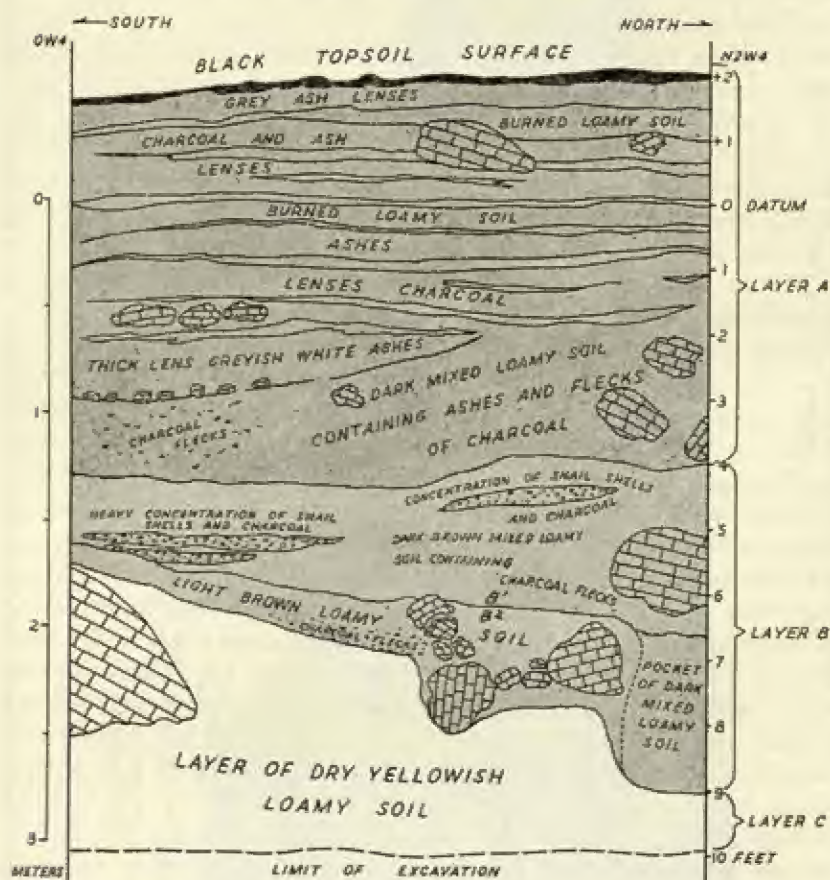 SOUTH
NORTH
0W4
N2W4
BLACK TOPSOIL SURFACE
+2
GREY ASH LENSES
BURNED LOAMY SOIL
+1
CHARCOAL AND ASH
LENSES
0
0 DATUM
BURNED LOAMY SOIL
ASHES
1
LENSES CHARCOAL
LAYER A
2
THICK LENS GREYISH WHITE ASHES
DARK MIXED LOAMY SOIL
CONTAINING ASHES AND FLECKS
OF CHARCOAL
3
1
CHARCOAL
FLECKS
4
CONCENTRATION OF SNAIL SHELLS
AND CHARCOAL
HEAVY CONCENTRATION OF SNAIL
SHELLS AND CHARCOAL
5
DARK BROWN MIXED LOAMY
SOIL CONTAINING
CHARCOAL FLECKS
6
LIGHT BROWN LOAMY
SOIL
CHARCOAL FLECKS
2
LAYER B
7
POCKET
OF DARK
MIXED
LOAMY
SOIL
8
LAYER OF DRY YELLOWISH
LOAMY SOIL
9
LAYER C
3
10 FEET
METERS
LIMIT OF EXCAVATION